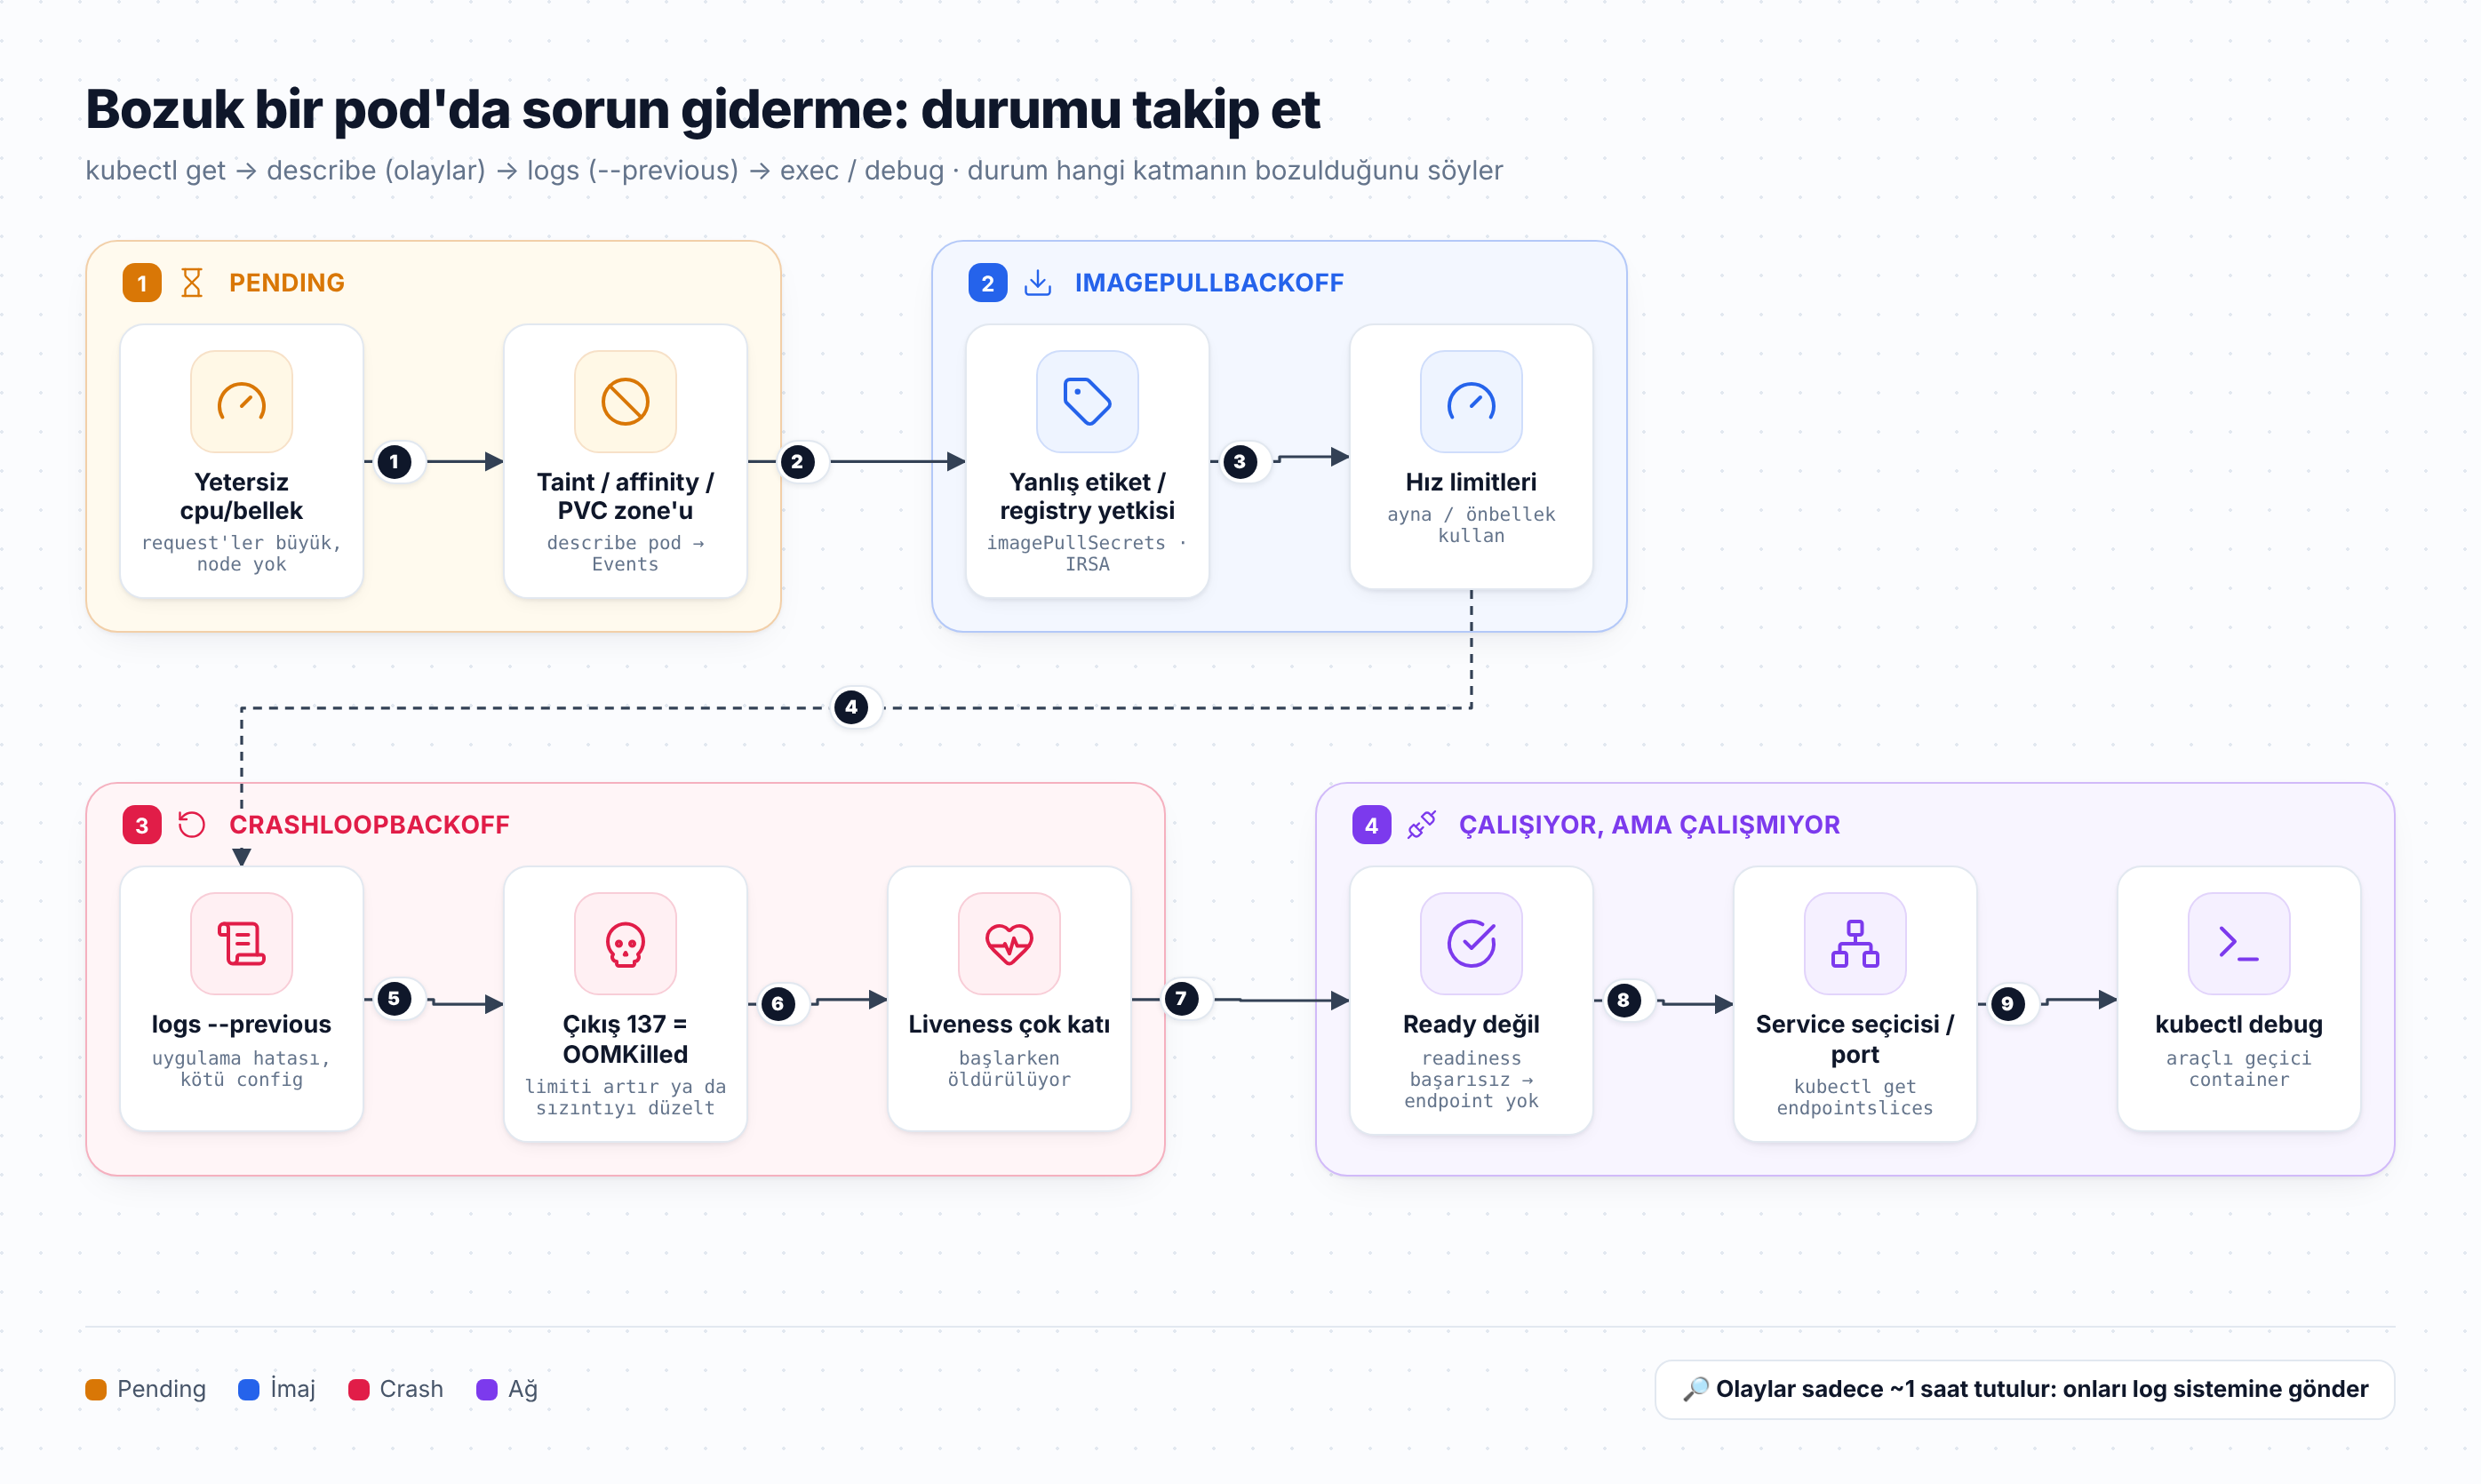 Bozuk bir pod'da sorun giderme: durumu takip et
kubectl get → describe (olaylar) → logs (--previous) → exec / debug · durum hangi katmanın bozulduğunu söyler
1 PENDING
Yetersiz
cpu/bellek
request'ler büyük,
node yok
1
Taint / affinity /
PVC zone'u
describe pod →
Events
2
2 IMAGEPULLBACKOFF
Yanlış etiket /
registry yetkisi
imagePullSecrets ·
IRSA
3
Hız limitleri
ayna / önbellek
kullan
4
3 CRASHLOOPBACKOFF
logs --previous
uygulama hatası,
kötü config
5
Çıkış 137 =
OOMKilled
limiti artır ya da
sızıntıyı düzelt
6
Liveness çok katı
başlarken
öldürülüyor
7
4 ÇALIŞIYOR, AMA ÇALIŞMIYOR
Ready değil
readiness
başarısız →
endpoint yok
8
Service seçicisi /
port
kubectl get
endpointslices
9
kubectl debug
araçlı geçici
container
Pending İmaj Crash Ağ
🔎 Olaylar sadece ~1 saat tutulur: onları log sistemine gönder